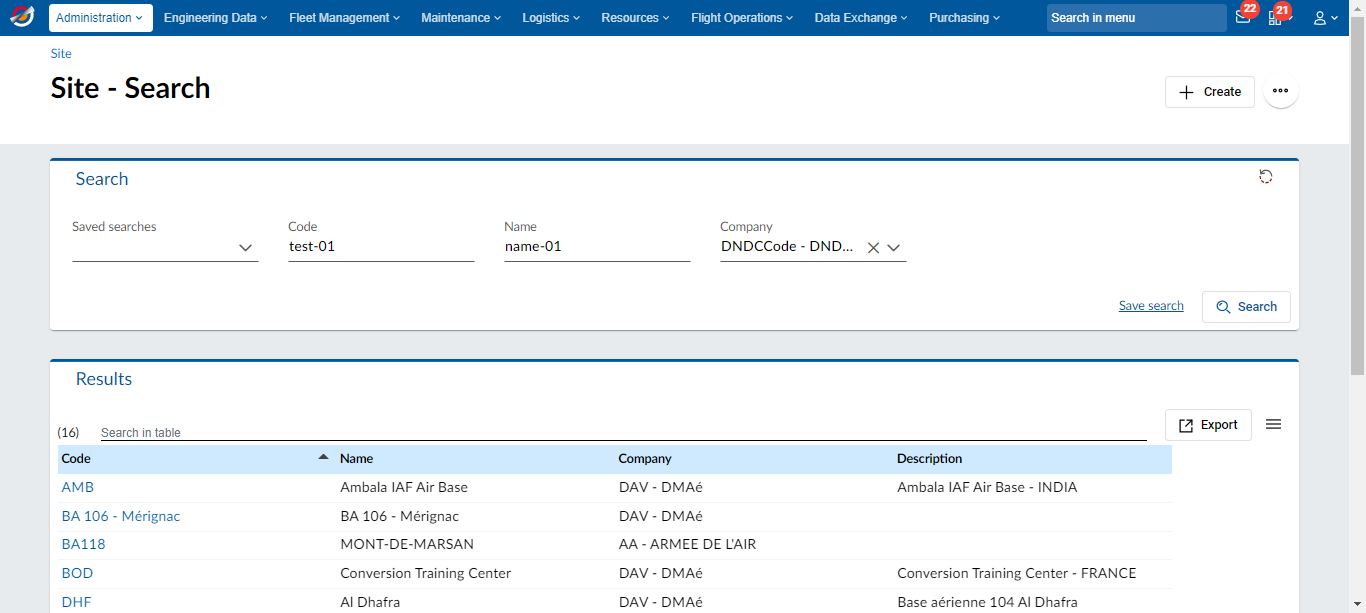 Administration Engineering Data Fleet Management Maintenance Logistics Resources Flight Operations Data Exchange Purchasing Search in menu 22 21
Site
Site - Search
Create
Search
Saved searches Code Name Company
test-01 name-01 DNDCCode - DND...
Save search Search
Results
(16) Search in table Export
Code Name Company Description
AMB Ambala IAF Air Base DAV - DMAé Ambala IAF Air Base - INDIA
BA 106 - Mérignac BA 106 - Mérignac DAV - DMAé
BA118 MONT-DE-MARSAN AA - ARMEE DE L'AIR
BOD Conversion Training Center DAV - DMAé Conversion Training Center - FRANCE
DHF Al Dhafra DAV - DMAé Base aérienne 104 Al Dhafra